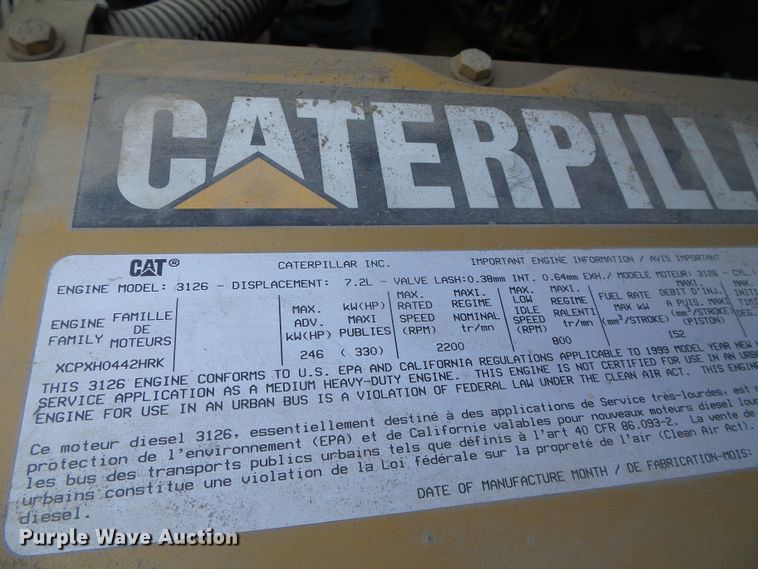 CATERPILL
CAT® CATERPILLAR INC. IMPORTANT ENGINE INFORMATION / AVIS IMPORTANT
ENGINE MODEL: 3126 - DISPLACEMENT: 7.2L - VALVE LASH:0.38mm INT. 0.64mm EXH./ MODELE MOTEUR: 3126 - CYL.
ENGINE FAMILY
FAMILLE DE MOTEURS
XCPXH0442HRK
MAX. ADV. kW(HP)
kW(HP) MAXI PUBLIES
246 ( 330)
MAX. RATED SPEED (RPM)
REGIME NOMINAL tr/mn
2200
MAX. LOW IDLE SPEED (RPM)
REGIME RALENTI tr/mn
800
FUEL RATE MAX kW (mm³/STROKE)
MAXI. DEBIT D'INJ. A PUIS. MAXI (mm³/STROKE) (PISTON)
152
MAXI
INITI
TIMI
DEG.
THIS 3126 ENGINE CONFORMS TO U.S. EPA AND CALIFORNIA REGULATIONS APPLICABLE TO 1999 MODEL YEAR NEW
SERVICE APPLICATION AS A MEDIUM HEAVY-DUTY ENGINE. THIS ENGINE IS NOT CERTIFIED FOR USE IN AN URBA
ENGINE FOR USE IN AN URBAN BUS IS A VIOLATION OF FEDERAL LAW UNDER THE CLEAN AIR ACT. THIS ENGIN
Ce moteur diesel 3126, essentiellement destiné à des applications de Service très-lourdes, est
protection de l'environnement (EPA) et de Californie valables pour nouveaux moteurs diesel lour
les bus des transports publics urbains tels que définis à l'art 40 CFR 86.093-2. La vente de
urbains constitue une violation de la Loi fédérale sur la propreté de l'air (Clean Air Act).
diesel.
DATE OF MANUFACTURE MONTH / DE FABRICATION-MOIS:
Purple Wave Auction